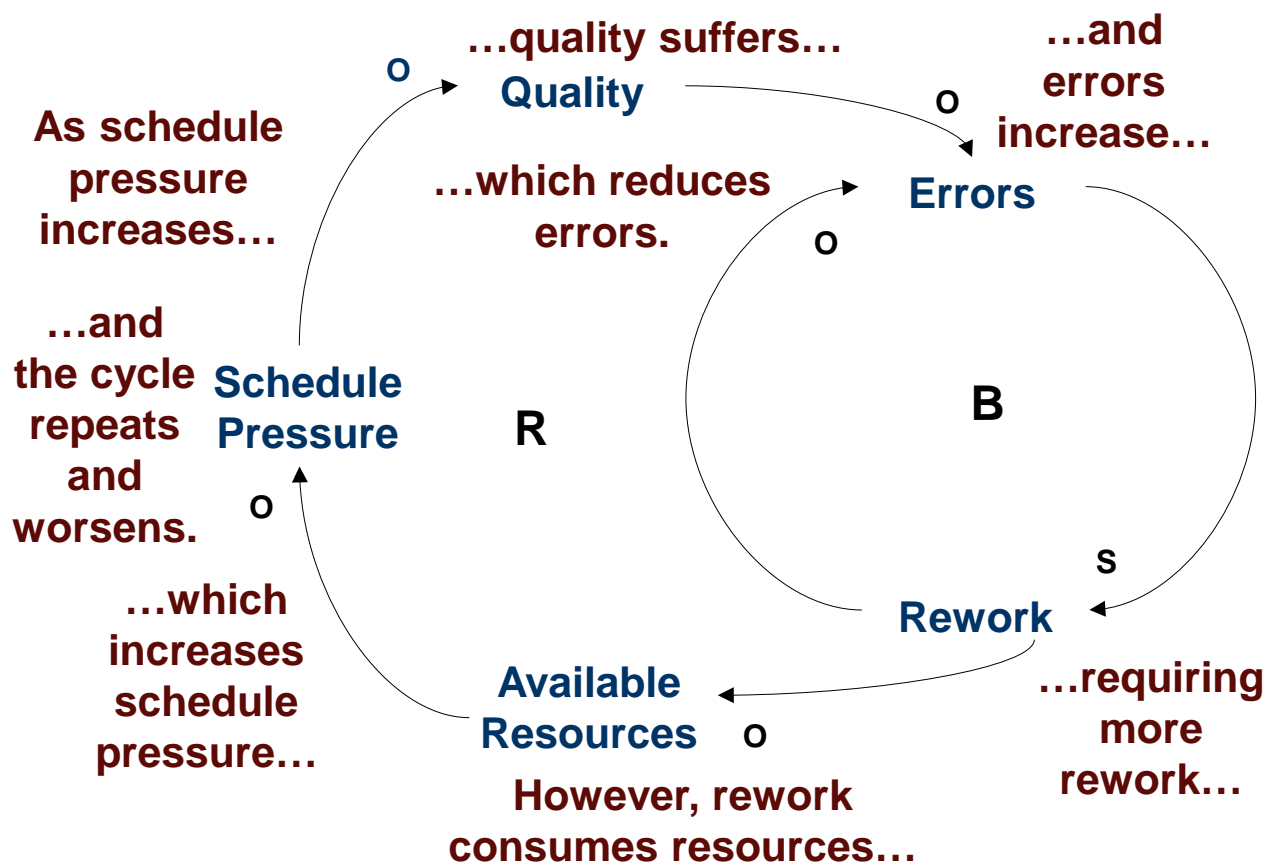 As schedule
pressure
increases…
O
…quality suffers…
Quality
O
…and
errors
increase…
Errors
S
…requiring
more
rework…
Rework
O
…which reduces
errors.
B
However, rework
consumes resources…
O
Available
Resources
…which
increases
schedule
pressure…
O
Schedule
Pressure
R
…and
the cycle
repeats
and
worsens.